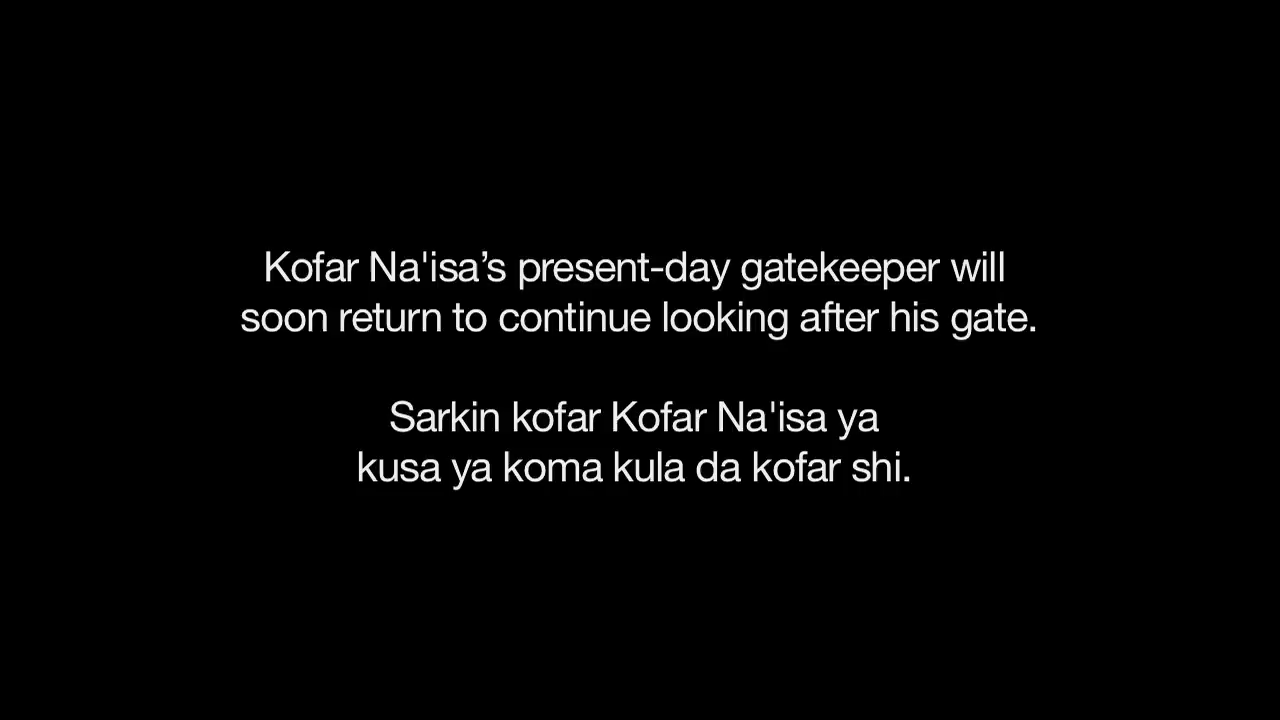 Kofar Na'isa’s present-day gatekeeper will
soon return to continue looking after his gate.
Sarkin kofar Kofar Na'isa ya
kusa ya koma kula da kofar shi.